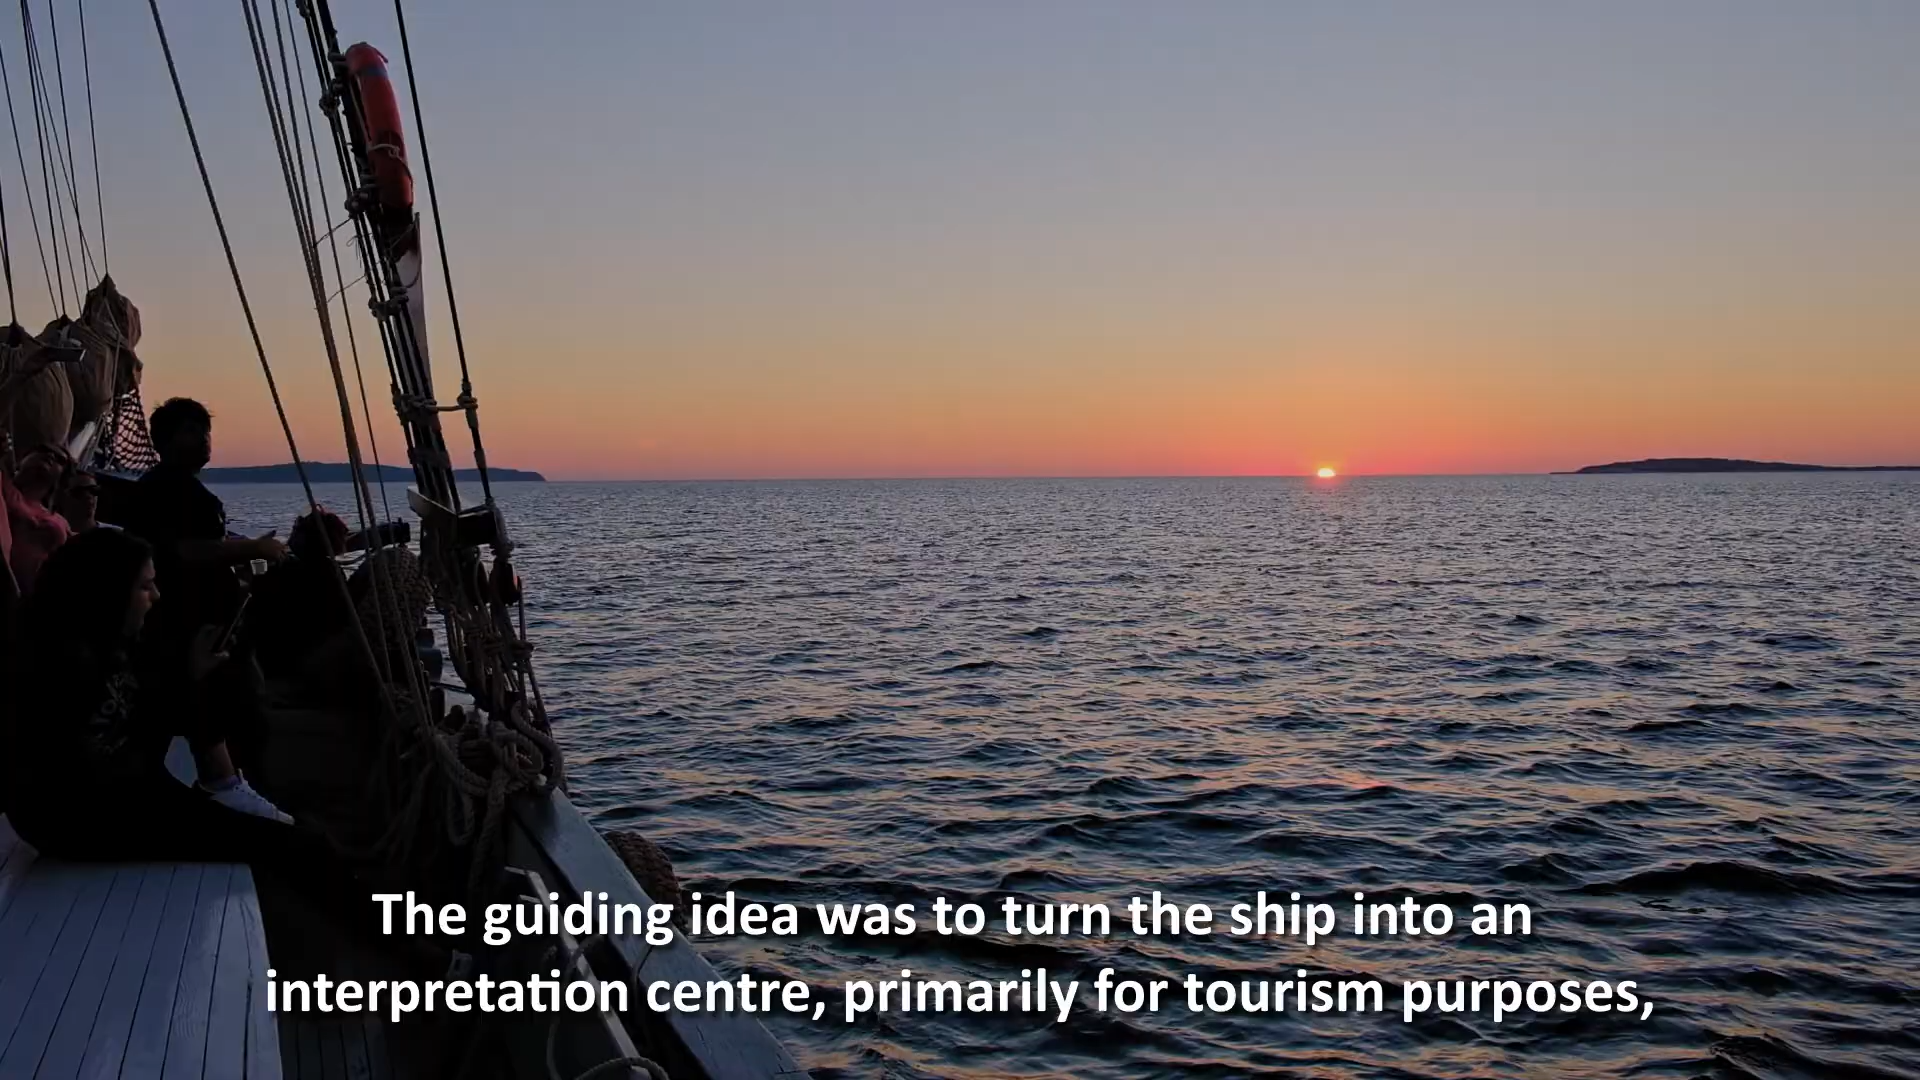 The guiding idea was to turn the ship into an
interpretation centre, primarily for tourism purposes,